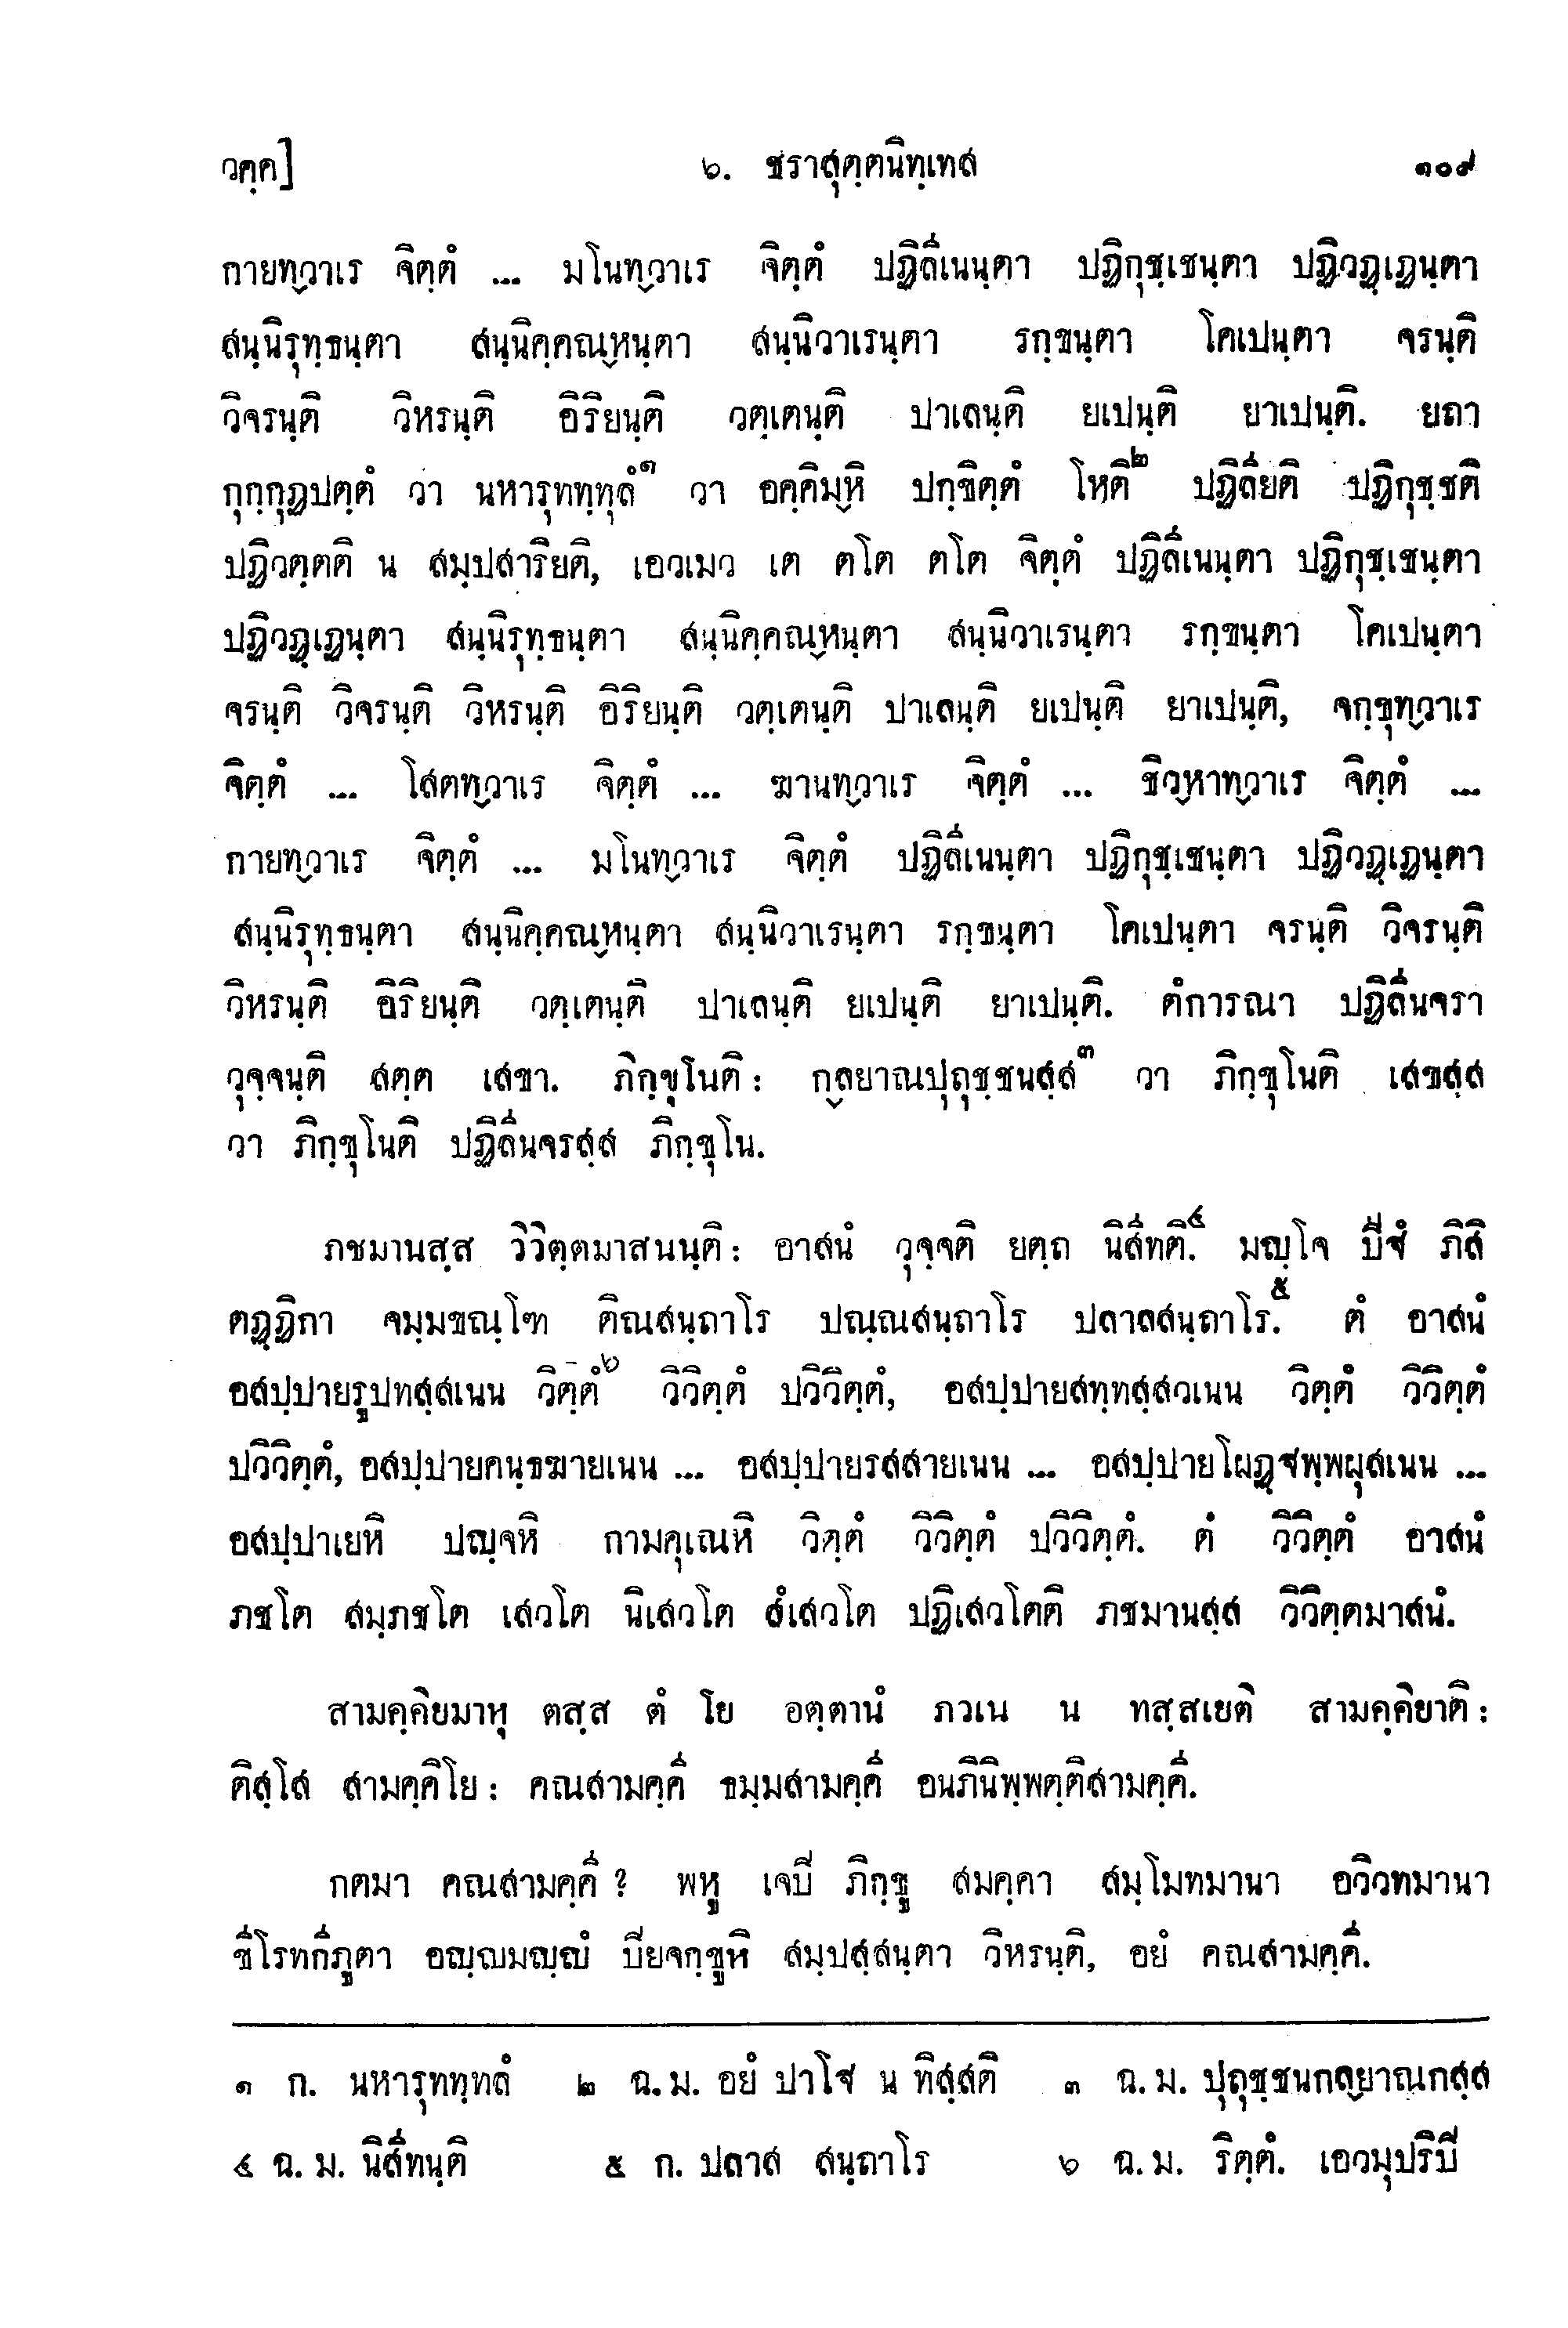 วคฺค]	๖. ชราสุตฺตนิทฺเทส	๑๐๙
กายทฺวาเร จิตฺตํ ... มโนทฺวาเร จิตฺตํ ปฏิลีเนนฺตา ปฏิกุชฺเชนฺตา ปฏิวฏฺเฏนฺตา
สนฺนิรุทฺธนฺตา สนฺนิคฺคณฺหนฺตา สนฺนิวาเรนฺตา รกฺขนฺตา โคเปนฺตา จรนฺติ
วิจรนฺติ วิหรนฺติ อิริยนฺติ วตฺเตนฺติ ปาเลนฺติ ยเปนฺติ ยาเปนฺติ. ยถา
กุกฺกุฏปตฺตํ วา นหารุททฺทุลํ๑ วา อคฺคิมฺหิ ปกฺขิตฺตํ โหติ๒ ปฏิลียติ ปฏิกุชฺชติ
ปฏิวตฺตติ น สมฺปสาริยติ, เอวเมว เต ตโต ตโต จิตฺตํ ปฏิลีเนนฺตา ปฏิกุชฺเชนฺตา
ปฏิวฏฺเฏนฺตา สนฺนิรุทฺธนฺตา สนฺนิคฺคณฺหนฺตา สนฺนิวาเรนฺตา รกฺขนฺตา โคเปนฺตา
จรนฺติ วิจรนฺติ วิหรนฺติ อิริยนฺติ วตฺเตนฺติ ปาเลนฺติ ยเปนฺติ ยาเปนฺติ, จกฺขุทฺวาเร
จิตฺตํ ... โสตทฺวาเร จิตฺตํ ... ฆานทฺวาเร จิตฺตํ ... ชิวฺหาทฺวาเร จิตฺตํ ...
กายทฺวาเร จิตฺตํ ... มโนทฺวาเร จิตฺตํ ปฏิลีเนนฺตา ปฏิกุชฺเชนฺตา ปฏิวฏฺเฏนฺตา
สนฺนิรุทฺธนฺตา สนฺนิคฺคณฺหนฺตา สนฺนิวาเรนฺตา รกฺขนฺตา โคเปนฺตา จรนฺติ วิจรนฺติ
วิหรนฺติ อิริยนฺติ วตฺเตนฺติ ปาเลนฺติ ยเปนฺติ ยาเปนฺติ. ตํการณา ปฏิลีนจรา
วุจฺจนฺติ สตฺต เสขา. ภิกฺขุโนติ: กลฺยาณปุถุชฺชนสฺส๓ วา ภิกฺขุโนติ เสขสฺส
วา ภิกฺขุโนติ ปฏิลีนจรสฺส ภิกฺขุโน.
ภชมานสฺส วิวิตฺตมาสนนฺติ: อาสนํ วุจฺจติ ยตฺถ นิสีทติ.๔ มญฺโจ ปีฐํ ภิสิ
ตฏฺฏิกา จมฺมขณฺโฑ ติณสนฺถาโร ปณฺณสนฺถาโร ปลาลสนฺถาโร.๕ ตํ อาสนํ
อสปฺปายรูปทสฺสเนน วิตฺตํ๖ วิวิตฺตํ ปวิวิตฺตํ, อสปฺปายสทฺทสฺสวเนน วิตฺตํ วิวิตฺตํ
ปวิวิตฺตํ, อสปฺปายคนฺธฆายเนน ... อสปฺปายรสสายเนน ... อสปฺปายโผฏฺฐพฺพผุสเนน ...
อสปฺปาเยหิ ปญฺจหิ กามคุเณหิ วิตฺตํ วิวิตฺตํ ปวิวิตฺตํ. ตํ วิวิตฺตํ อาสนํ
ภชโต สมฺภชโต เสวโต นิเสวโต สํเสวโต ปฏิเสวโตติ ภชมานสฺส วิวิตฺตมาสนํ.
สามคฺคิยมาหุ ตสฺส ตํ โย อตฺตานํ ภวเน น ทสฺสเยติ สามคฺคิยาติ:
ติสฺโส สามคฺคิโย: คณสามคฺคี ธมฺมสามคฺคี อนภินิพฺพตฺติสามคฺคี.
กตมา คณสามคฺคี ? พหู เจปี ภิกฺขู สมคฺคา สมฺโมทมานา อวิวทมานา
ขีโรทกีภูตา อญฺญมญฺญํ ปิยจกฺขูหิ สมฺปสฺสนฺตา วิหรนฺติ, อยํ คณสามคฺคี.
๑ ก. นหารุททฺทลํ	๒ ฉ. ม. อยํ ปาโฐ น ทิสฺสติ	๓ ฉ. ม. ปุถุชฺชนกลฺยาณกสฺส
๔ ฉ. ม. นิสีทนฺติ	๕ ก. ปลาส สนฺถาโร	๖ ฉ. ม. ริตฺตํ. เอวมุปริปี